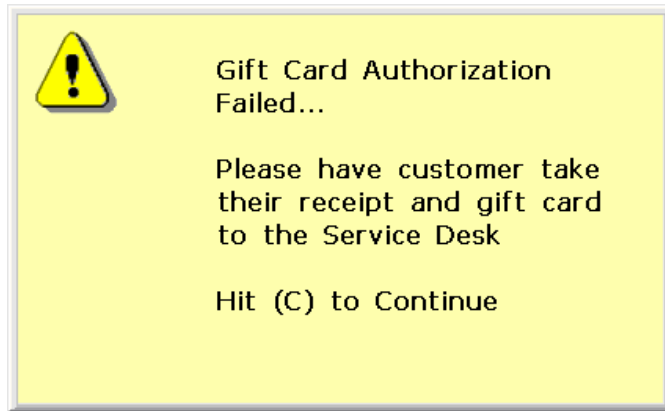 Gift Card Authorization
Failed...
Please have customer take
their receipt and gift card
to the Service Desk
Hit (C) to Continue